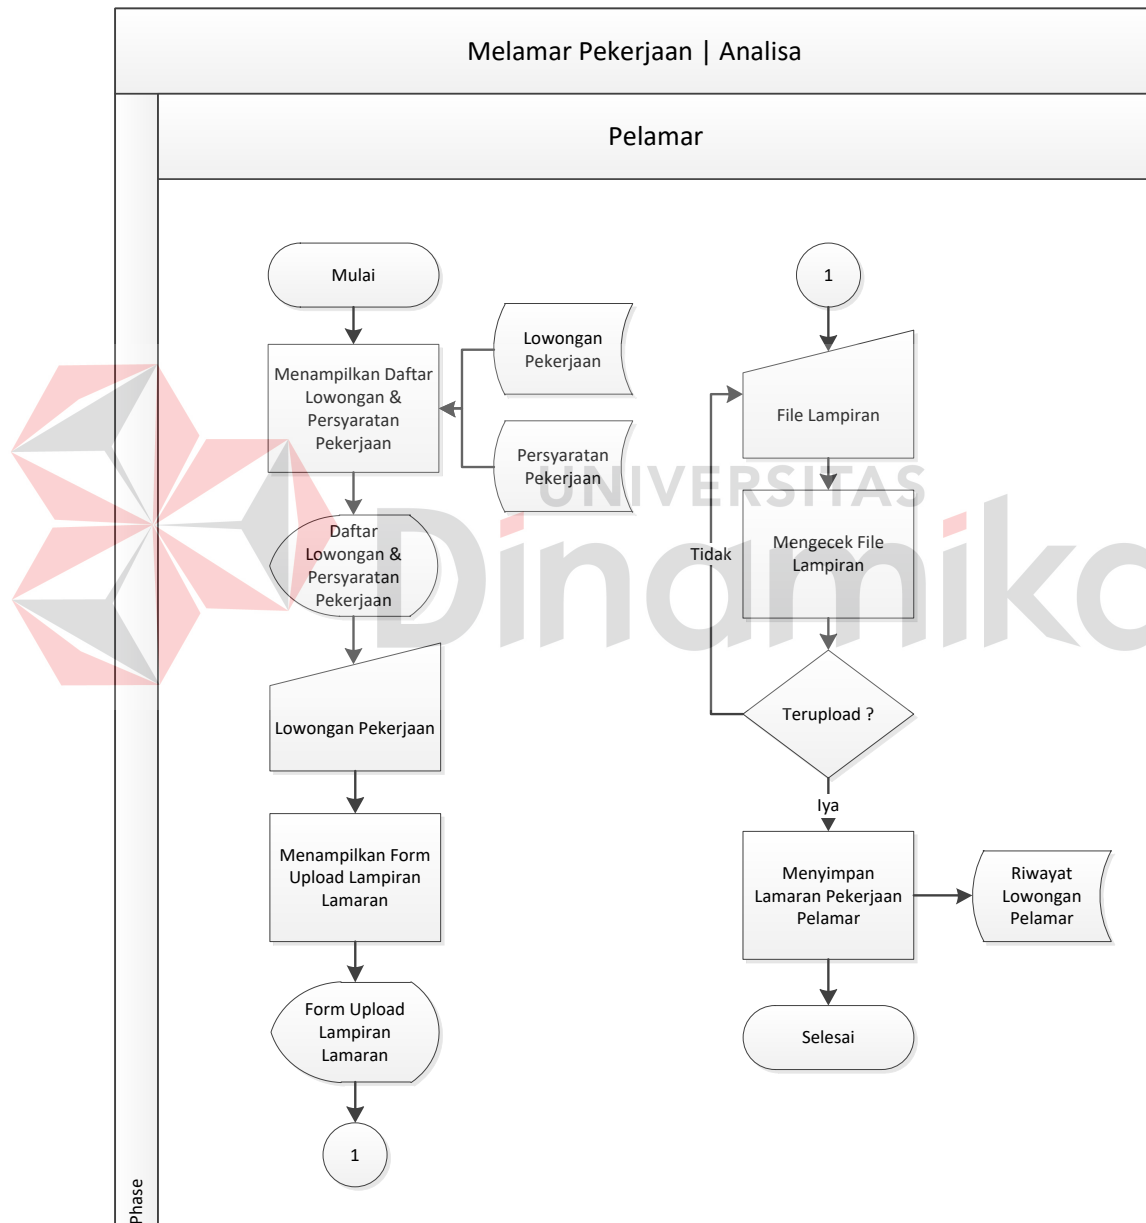 Melamar Pekerjaan | Analisa
Pelamar
Mulai
Menampilkan Daftar
Lowongan &
Persyaratan
Pekerjaan
Lowongan
Pekerjaan
Persyaratan
Pekerjaan
Daftar
Lowongan &
Persyaratan
Pekerjaan
Lowongan Pekerjaan
Menampilkan Form
Upload Lampiran
Lamaran
Form Upload
Lampiran
Lamaran
1
1
File Lampiran
Mengecek File
Lampiran
Tidak
Terupload ?
Iya
Menyimpan
Lamaran Pekerjaan
Pelamar
Riwayat
Lowongan
Pelamar
Selesai
Phase
UNIVERSITAS
Dinamika